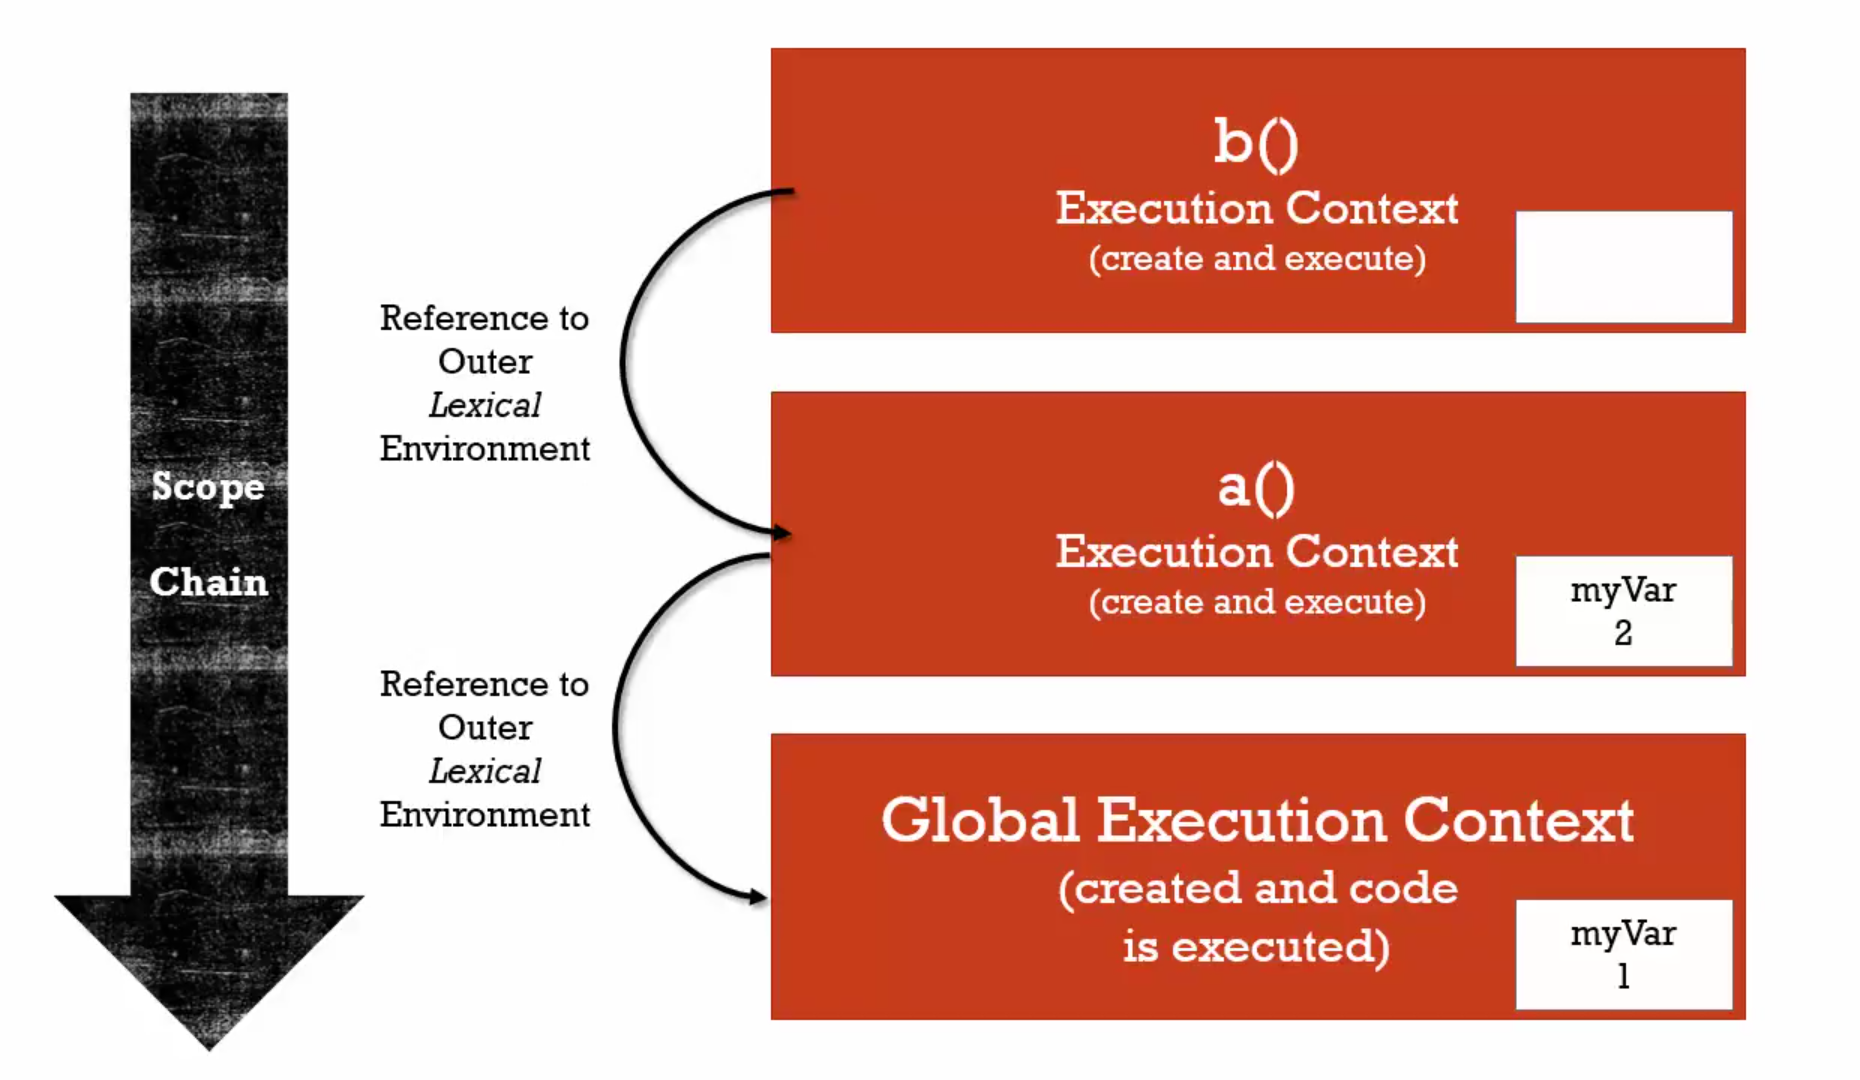 b()
Execution Context
(create and execute)
Reference to
Outer
Lexical
Environment
Scope
Chain
a()
Execution Context
(create and execute)
myVar
2
Reference to
Outer
Lexical
Environment
Global Execution Context
(created and code
is executed)
myVar
1